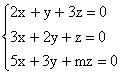 2x + y + 3z = 0
3x + 2y + z = 0
5x + 3y + mz = 0